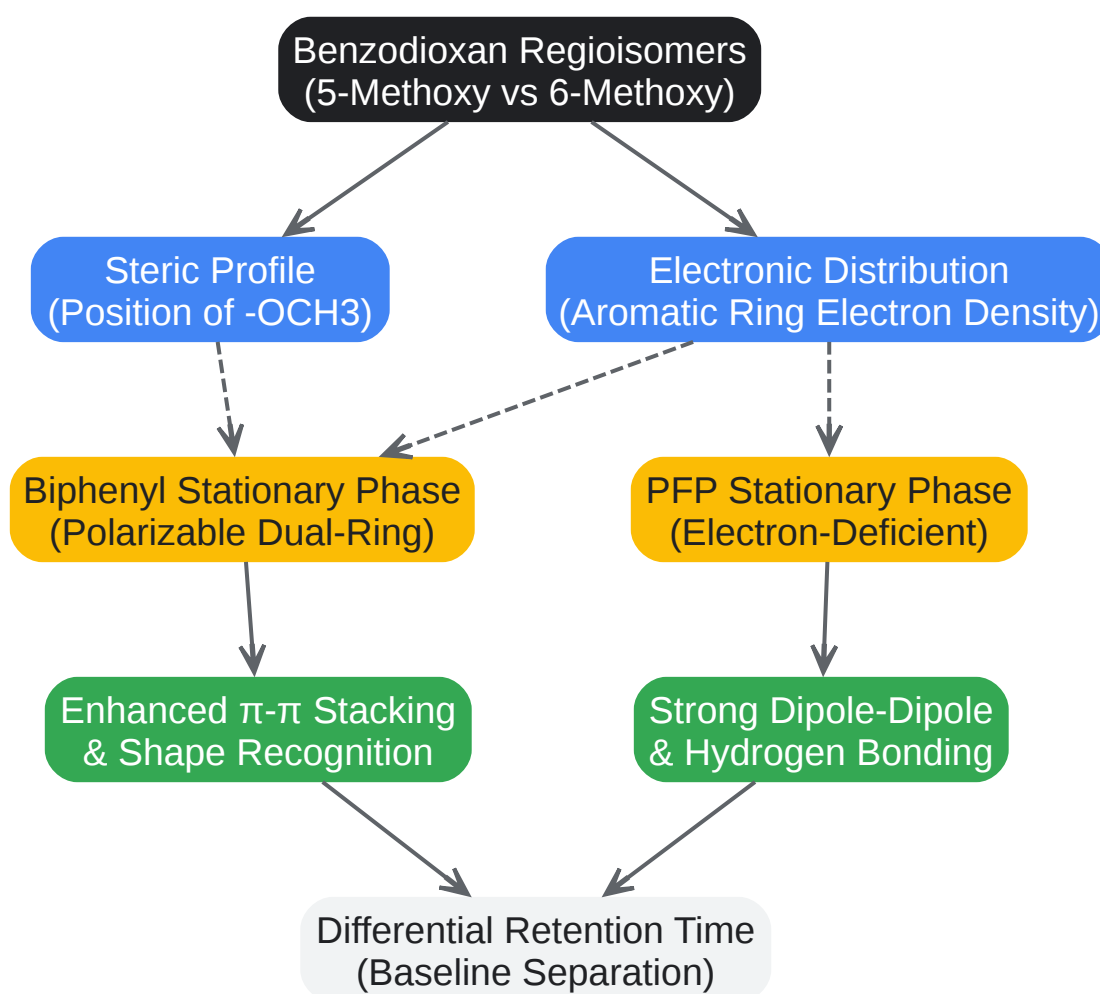 Benzodioxan Regioisomers
(5-Methoxy vs 6-Methoxy)
Steric Profile
(Position of -OCH3)
Electronic Distribution
(Aromatic Ring Electron Density)
Biphenyl Stationary Phase
(Polarizable Dual-Ring)
PFP Stationary Phase
(Electron-Deficient)
Enhanced π-π Stacking
& Shape Recognition
Strong Dipole-Dipole
& Hydrogen Bonding
Differential Retention Time
(Baseline Separation)